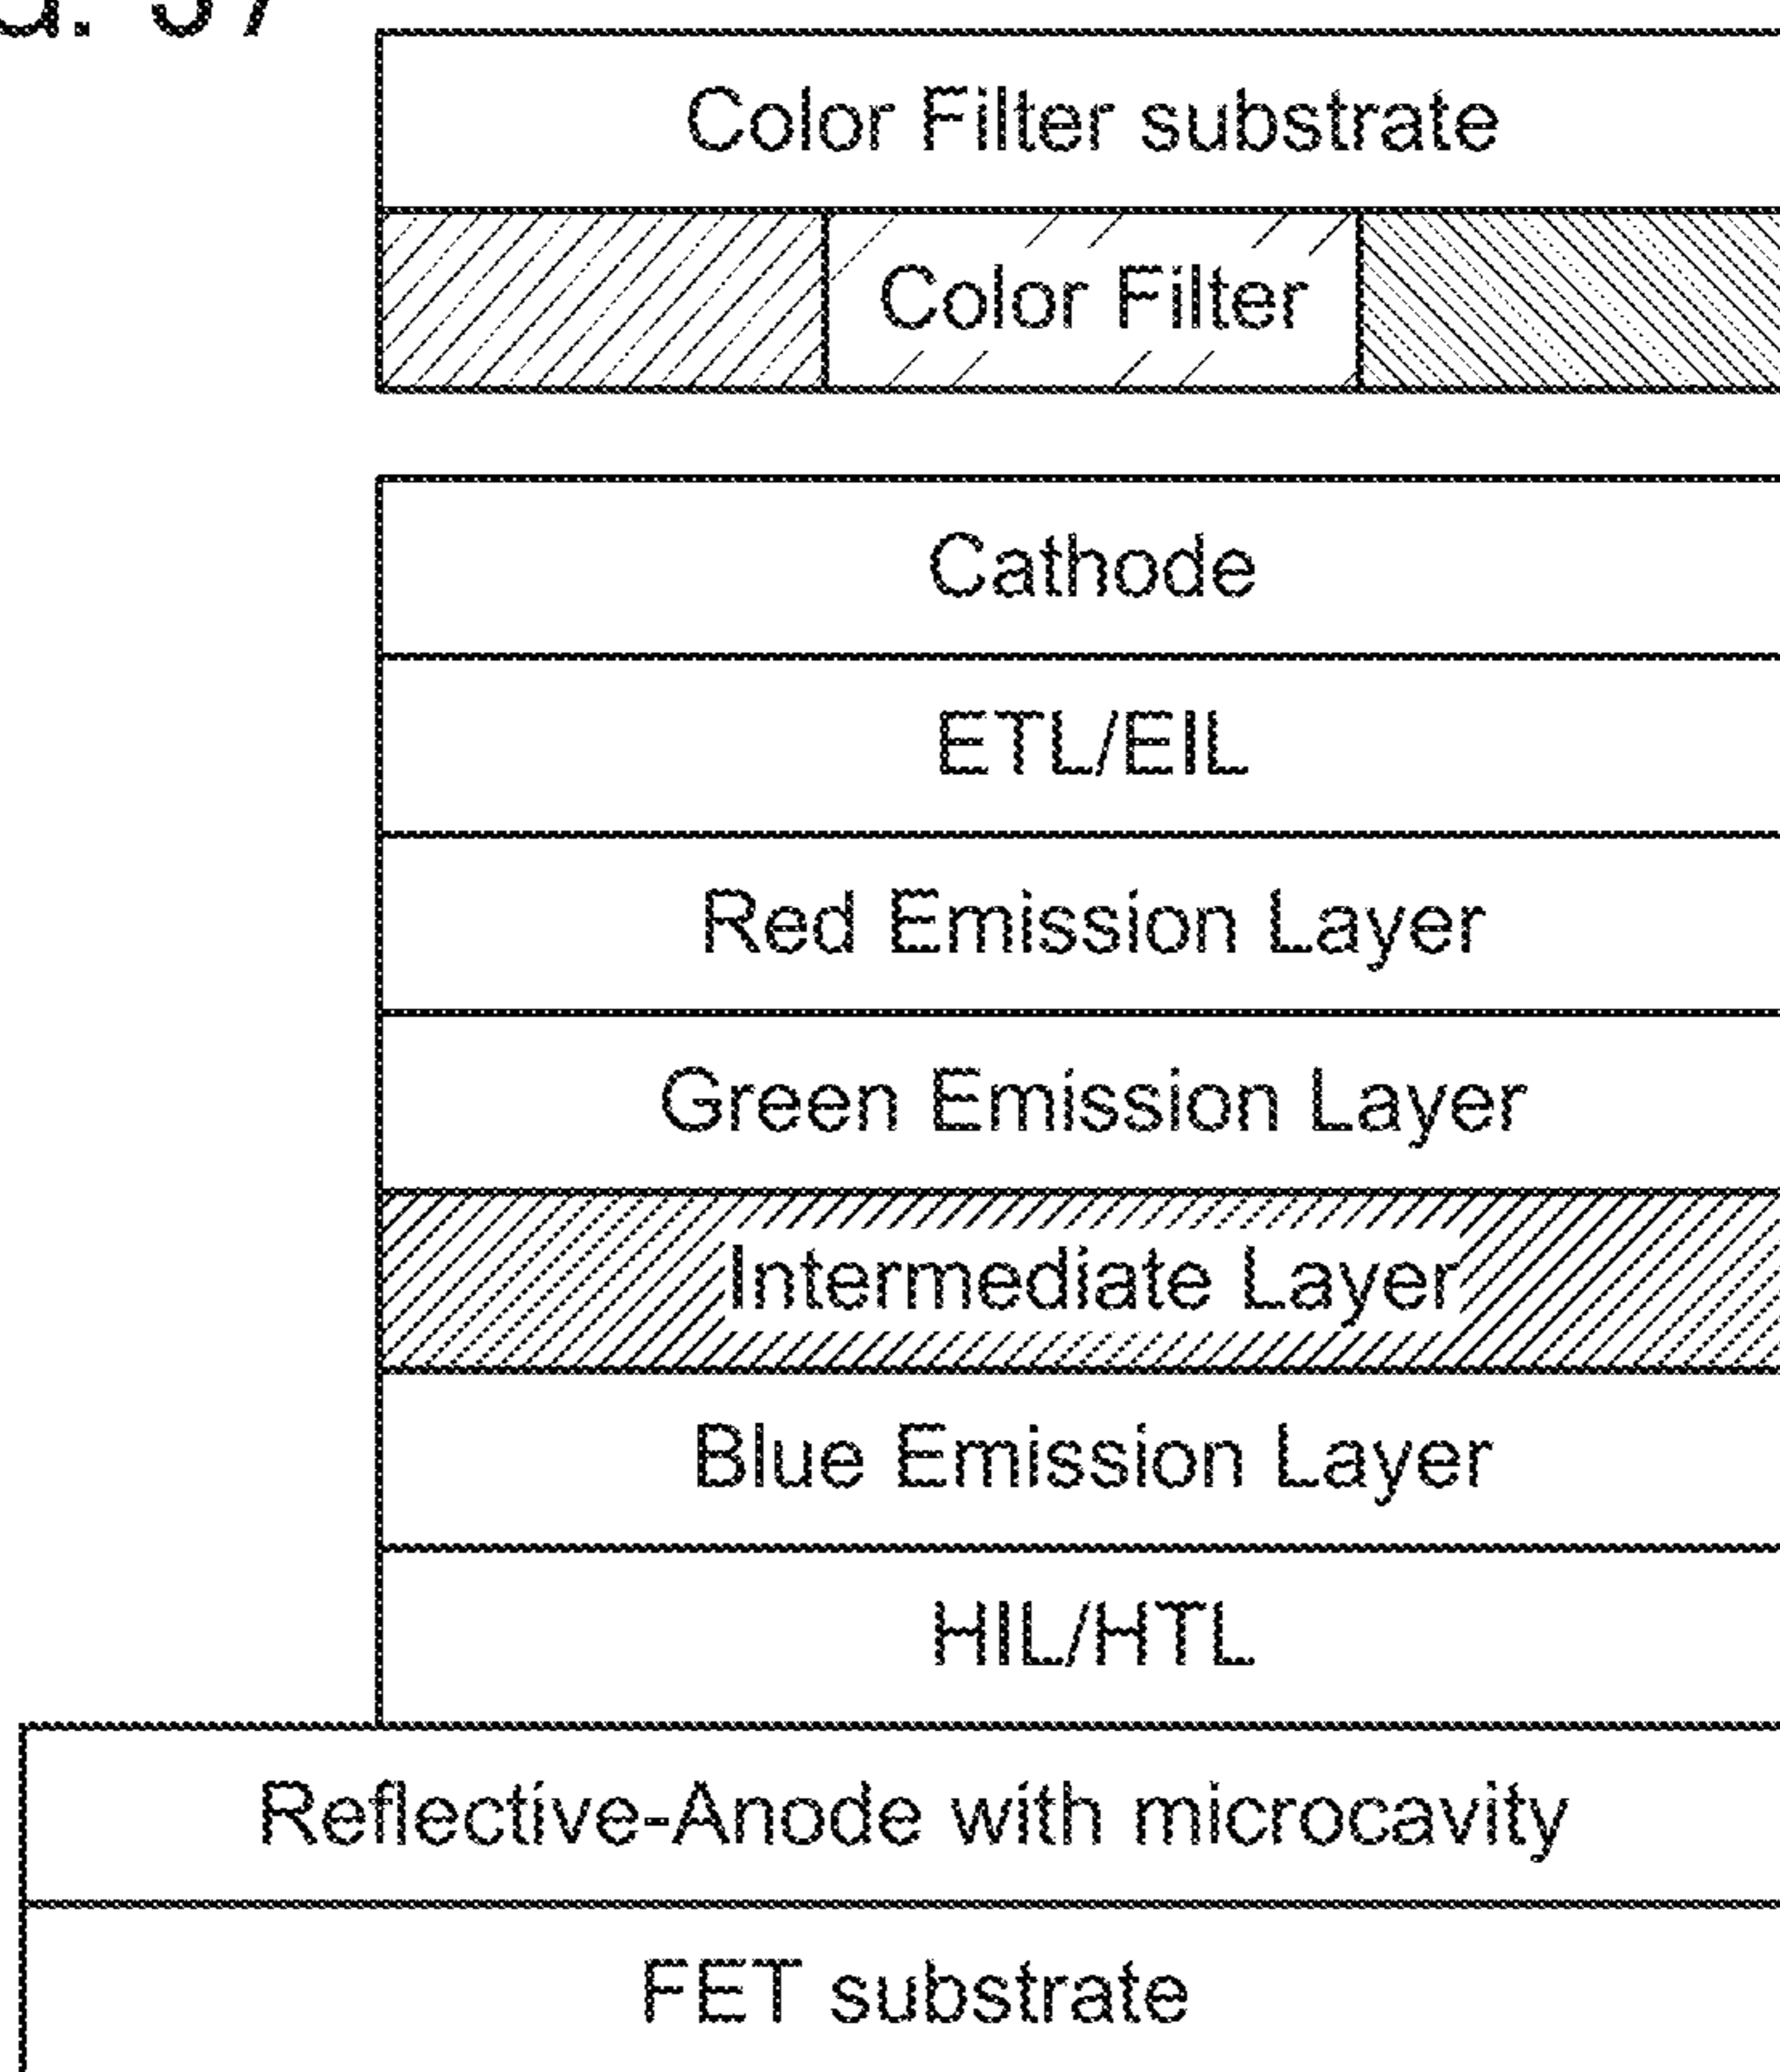 Color Filter substrate
Color Filter
Cathode
ETL/EIL
Red Emission Layer
Green Emission Layer
Intermediate Layer
Blue Emission Layer
HIL/HTL
Reflective-Anode with microcavity
FET substrate